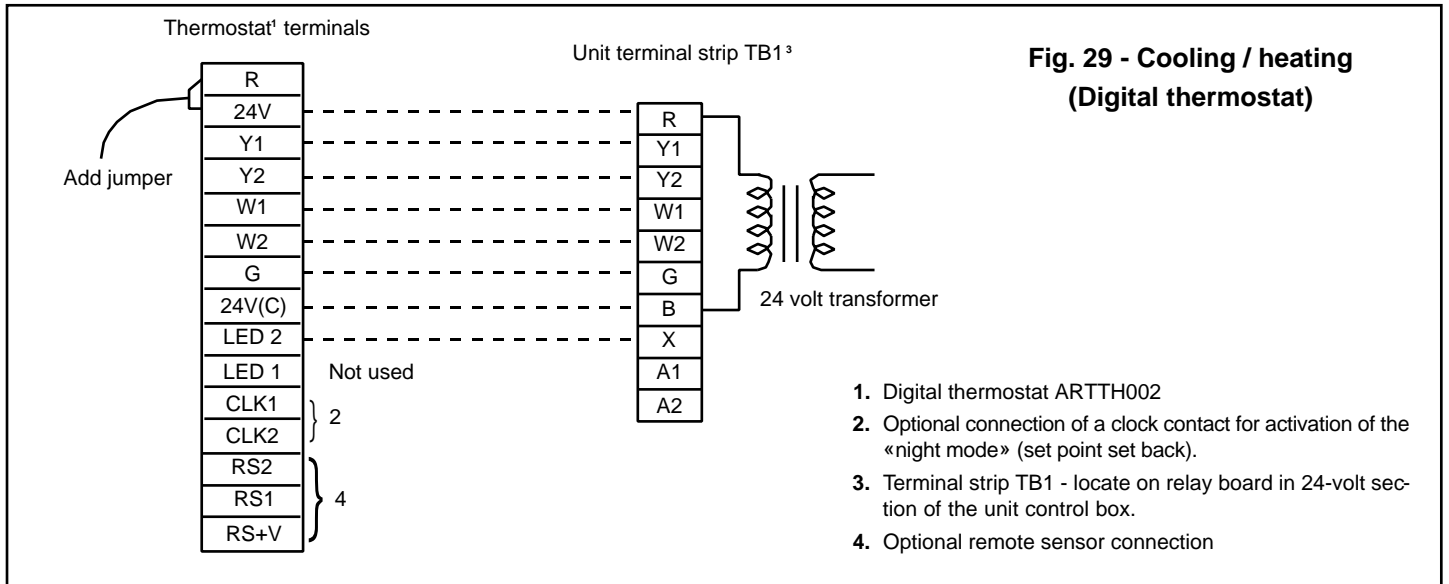 Thermostat¹ terminals
Unit terminal strip TB1³
Fig. 29 - Cooling / heating
(Digital thermostat)
R
24V
Y1
Y2
W1
W2
G
24V(C)
LED 2
LED 1
CLK1
CLK2
RS2
RS1
RS+V
Add jumper
Not used
2
4
R
Y1
Y2
W1
W2
G
B
X
A1
A2
24 volt transformer
1. Digital thermostat ARTTH002
2. Optional connection of a clock contact for activation of the
«night mode» (set point set back).
3. Terminal strip TB1 - locate on relay board in 24-volt sec-
tion of the unit control box.
4. Optional remote sensor connection